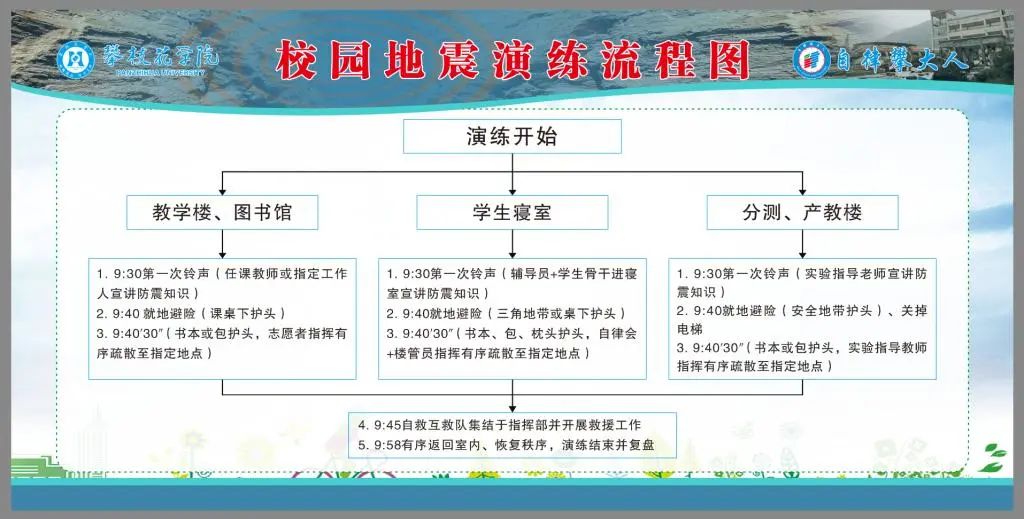 攀枝花学院
PANZHIHUA UNIVERSITY
校园地震演练流程图
自律攀大人
演练开始
教学楼、图书馆
学生寝室
分测、产教楼
1. 9:30第一次铃声（任课教师或指定工作
人宣讲防震知识）
2. 9:40 就地避险（课桌下护头）
3. 9:40′30″（书本或包护头，志愿者指挥有
序疏散至指定地点）
1. 9:30第一次铃声（辅导员+学生骨干进寝
室宣讲防震知识）
2. 9:40就地避险（三角地带或桌下护头）
3. 9:40′30″（书本、包、枕头护头，自律会
+楼管员指挥有序疏散至指定地点）
1. 9:30第一次铃声（实验指导老师宣讲防
震知识）
2. 9:40就地避险（安全地带护头）、关掉
电梯
3. 9:40′30″（书本或包护头，实验指导教师
指挥有序疏散至指定地点）
4. 9:45自救互救队集结于指挥部并开展救援工作
5. 9:58有序返回室内、恢复秩序，演练结束并复盘